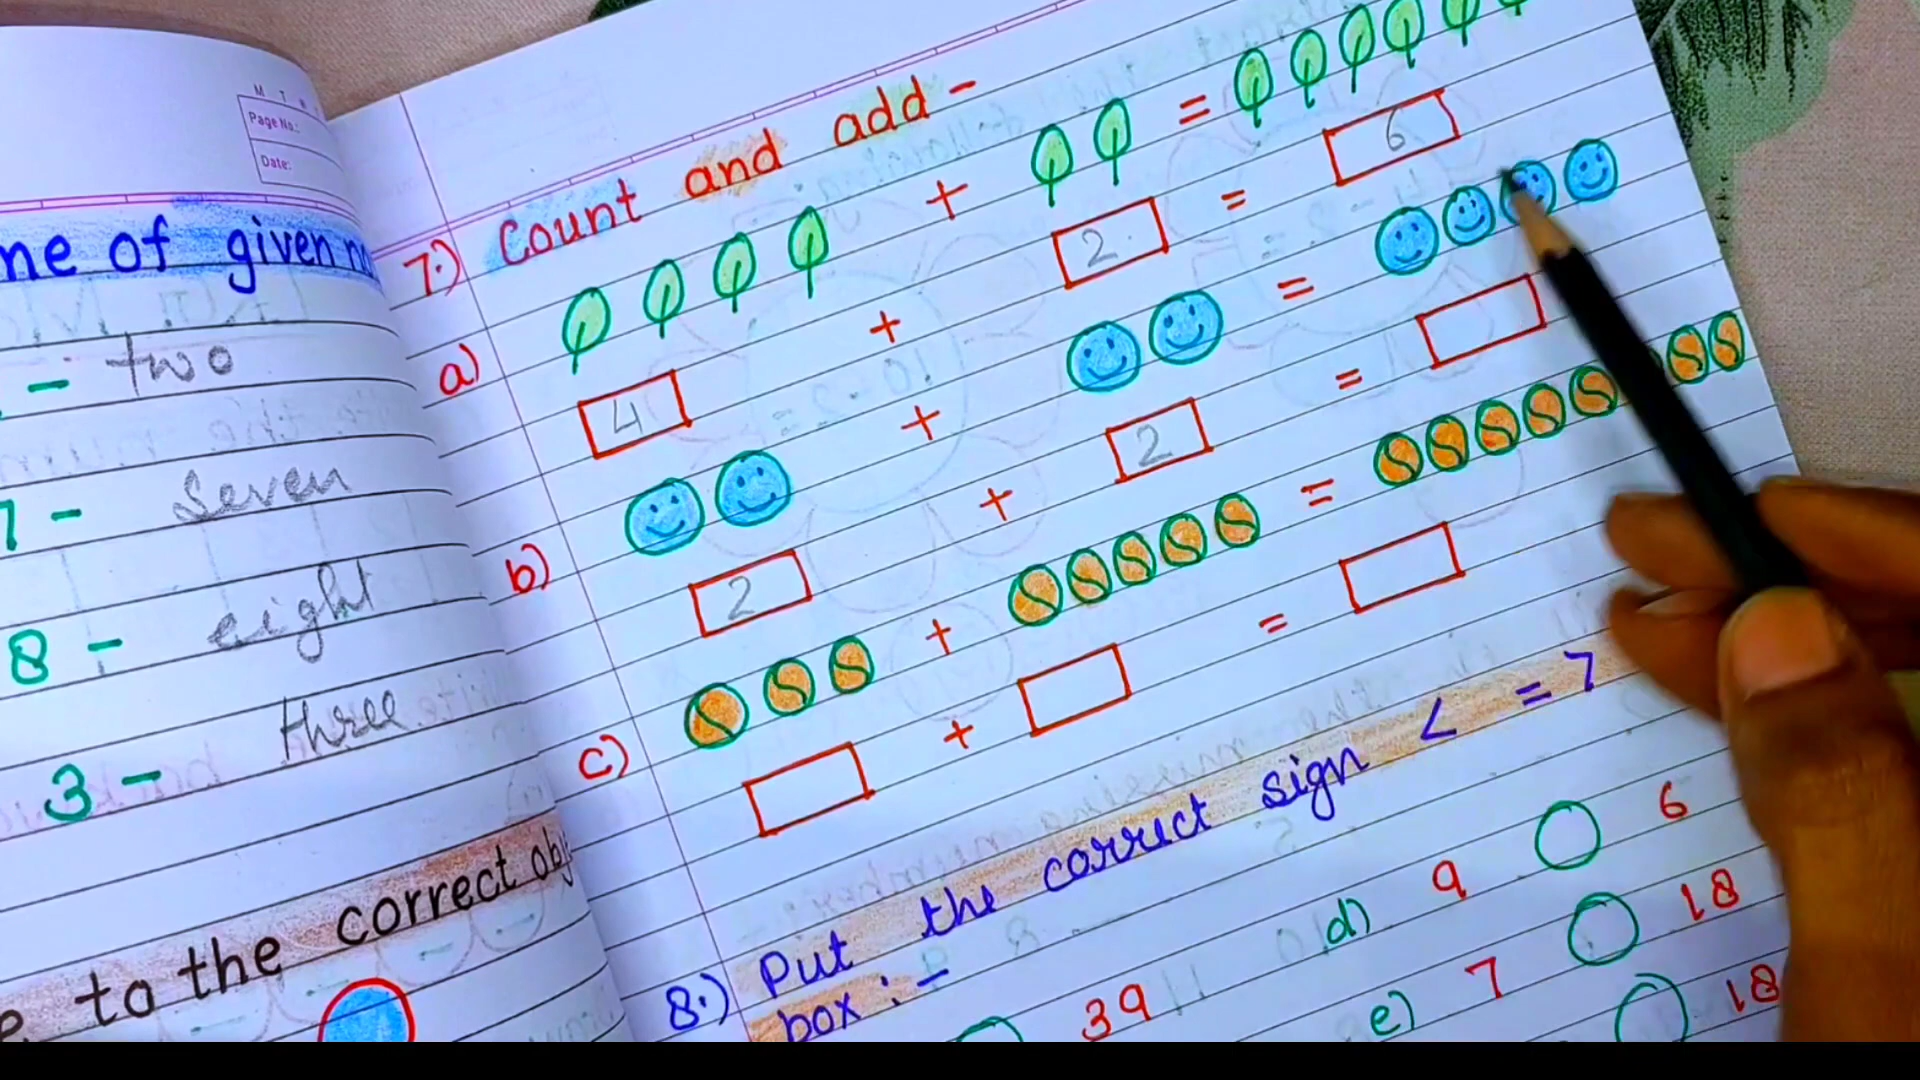 M T W
Page No.:
Date:
me of given
- two
7 - seven
8 - eight
3 - three
to the correct obj
7.) Count and add -
+ =
a) 4 + 2 = 6
+ =
b) 2 + 2 =
+ =
c) + =
8.) Put the correct sign < = >
box :-
d) 9 6
39 e) 7 18
18